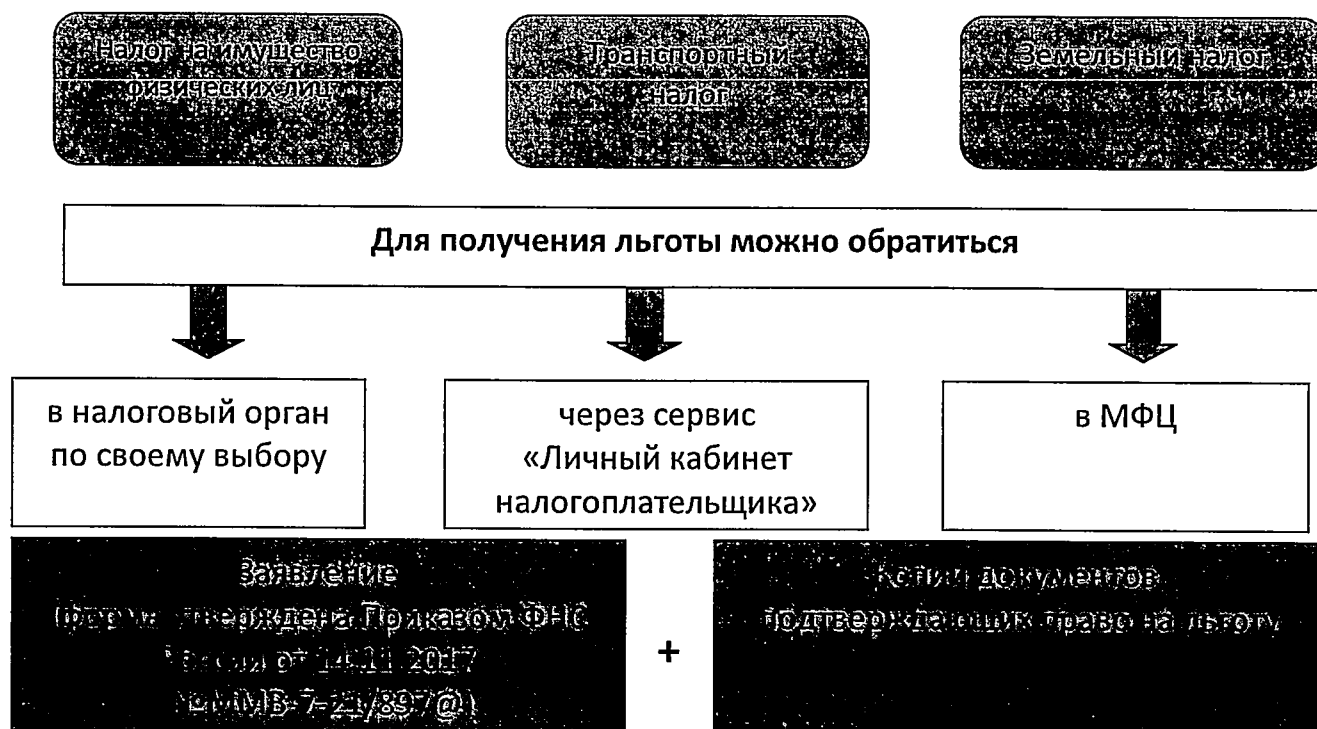 Налог на имущество
физических лиц
Транспортный
налог
Земельный налог
Для получения льготы можно обратиться
в налоговый орган
по своему выбору
через сервис
«Личный кабинет
налогоплательщика»
в МФЦ
Заявление
(форма утверждена Приказом ФНС
России от 14.11.2017
№ММВ-7-21/897@)
+
Копии документов
подтверждающих право на льготу